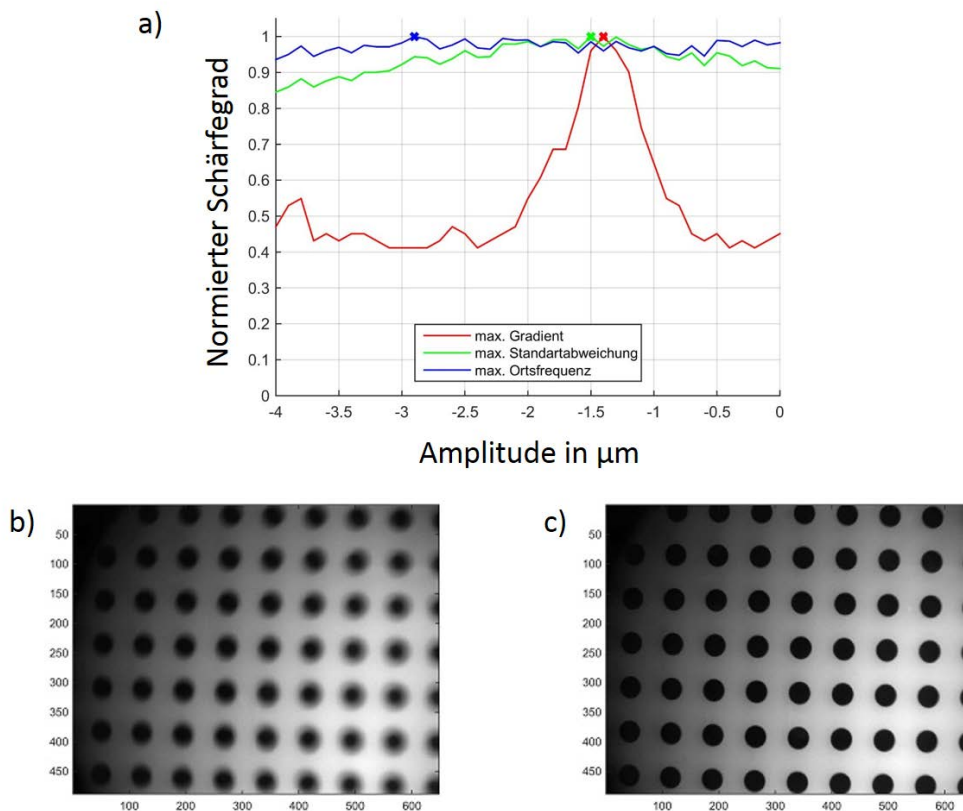 a)
Normierter Schärfegrad
1
0.9
0.8
0.7
0.6
0.5
0.4
0.3
0.2
0.1
0
max. Gradient
max. Standartabweichung
max. Ortsfrequenz
-4 -3.5 -3 -2.5 -2 -1.5 -1 -0.5 0
Amplitude in µm
b)
50
100
150
200
250
300
350
400
450
100 200 300 400 500 600
c)
50
100
150
200
250
300
350
400
450
100 200 300 400 500 600